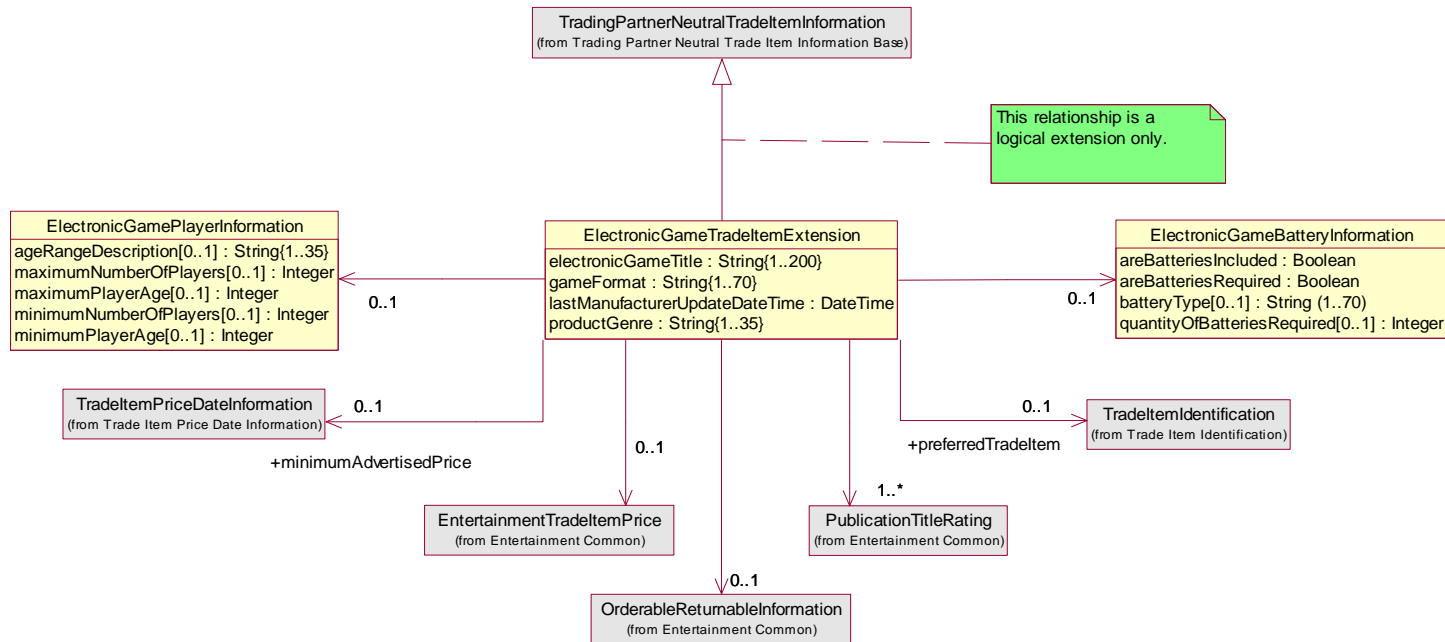 TradingPartnerNeutralTradeItemInformation
(from Trading Partner Neutral Trade Item Information Base)
This relationship is a
logical extension only.
ElectronicGamePlayerInformation
ageRangeDescription[0..1] : String{1..35}
maximumNumberOfPlayers[0..1] : Integer
maximumPlayerAge[0..1] : Integer
minimumNumberOfPlayers[0..1] : Integer
minimumPlayerAge[0..1] : Integer
0..1
ElectronicGameTradeItemExtension
electronicGameTitle : String{1..200}
gameFormat : String{1..70}
lastManufacturerUpdateDateTime : DateTime
productGenre : String{1..35}
ElectronicGameBatteryInformation
areBatteriesIncluded : Boolean
areBatteriesRequired : Boolean
batteryType[0..1] : String (1..70)
quantityOfBatteriesRequired[0..1] : Integer
0..1
TradeItemPriceDateInformation
(from Trade Item Price Date Information)
0..1
+minimumAdvertisedPrice
0..1
0..1
+preferredTradeItem
TradeItemIdentification
(from Trade Item Identification)
1..*
EntertainmentTradeItemPrice
(from Entertainment Common)
PublicationTitleRating
(from Entertainment Common)
0..1
OrderableReturnableInformation
(from Entertainment Common)